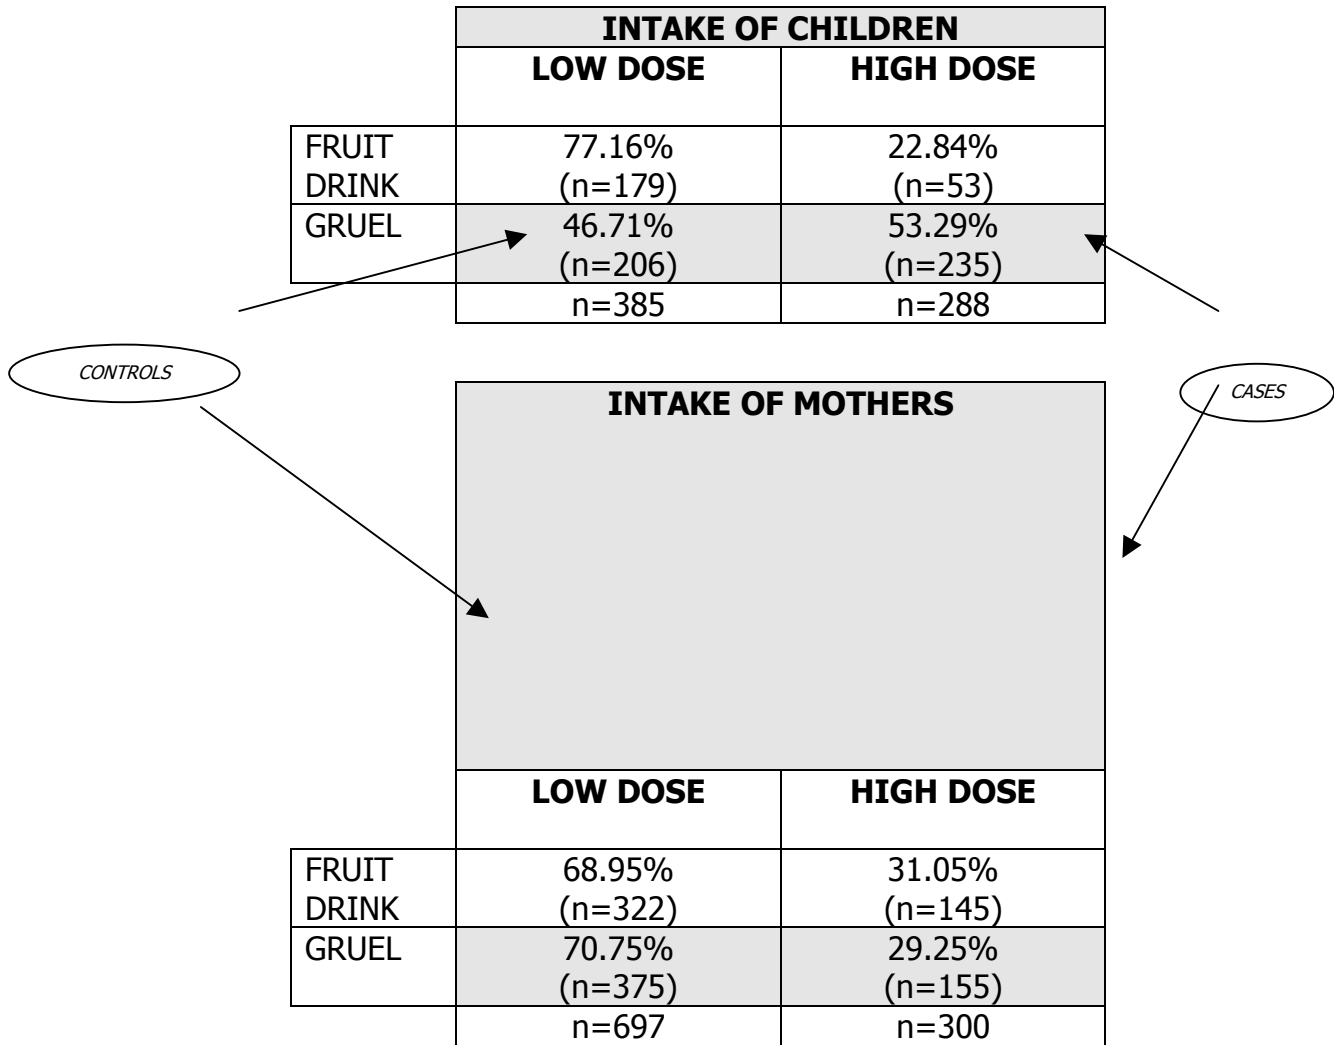 INTAKE OF CHILDREN
LOW DOSE HIGH DOSE
FRUIT 77.16% 22.84%
DRINK (n=179) (n=53)
GRUEL 46.71% 53.29%
(n=206) (n=235)
n=385 n=288
CONTROLS
CASES
INTAKE OF MOTHERS
LOW DOSE HIGH DOSE
FRUIT 68.95% 31.05%
DRINK (n=322) (n=145)
GRUEL 70.75% 29.25%
(n=375) (n=155)
n=697 n=300